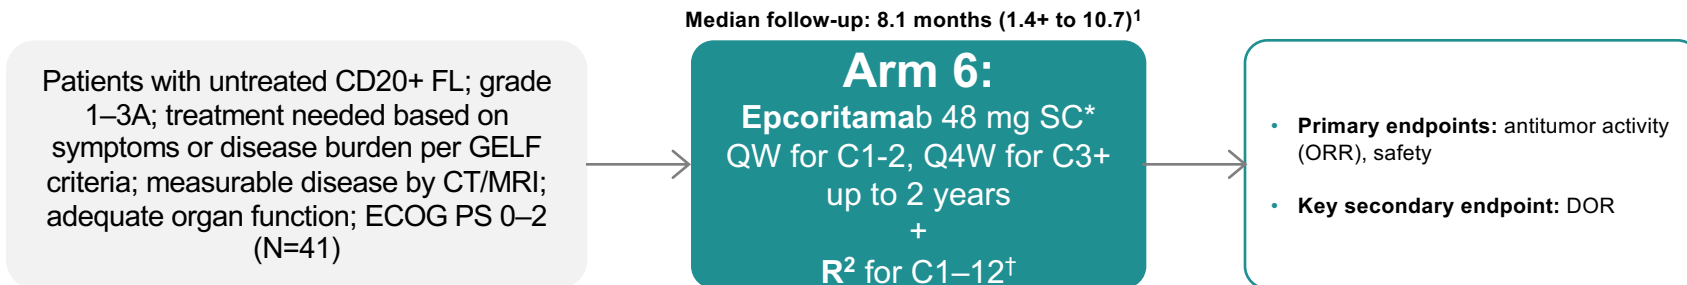 Median follow-up: 8.1 months (1.4+ to 10.7)¹
Patients with untreated CD20+ FL; grade
1–3A; treatment needed based on
symptoms or disease burden per GELF
criteria; measurable disease by CT/MRI;
adequate organ function; ECOG PS 0–2
(N=41)
Arm 6:
Epcoritamab 48 mg SC*
QW for C1-2, Q4W for C3+
up to 2 years
+
R² for C1–12†
• Primary endpoints: antitumor activity
(ORR), safety
• Key secondary endpoint: DOR